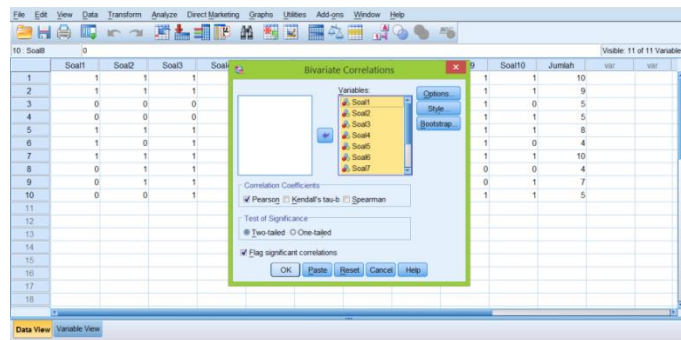 File Edit View Data Transform Analyze Direct Marketing Graphs Utilities Add-ons Window Help
10 : Soal8 0 Visible: 11 of 11 Variable
Soal1 Soal2 Soal3 Soal 9 Soal10 Jumlah var var
1 1 1 1 1 1 10
2 1 1 1 1 1 9
3 0 0 0 1 0 5
4 0 0 0 1 1 5
5 1 1 1 1 1 8
6 1 0 1 1 0 4
7 1 1 1 1 1 10
8 0 1 1 0 0 4
9 0 1 1 0 1 7
10 0 0 1 1 1 5
11
12
13
14
15
16
17
18
Bivariate Correlations
Variables:
Soal1
Soal2
Soal3
Soal4
Soal5
Soal6
Soal7
Options...
Style...
Bootstrap...
Correlation Coefficients
Pearson Kendall's tau-b Spearman
Test of Significance
Two-tailed One-tailed
Flag significant correlations
OK Paste Reset Cancel Help
Data View Variable View